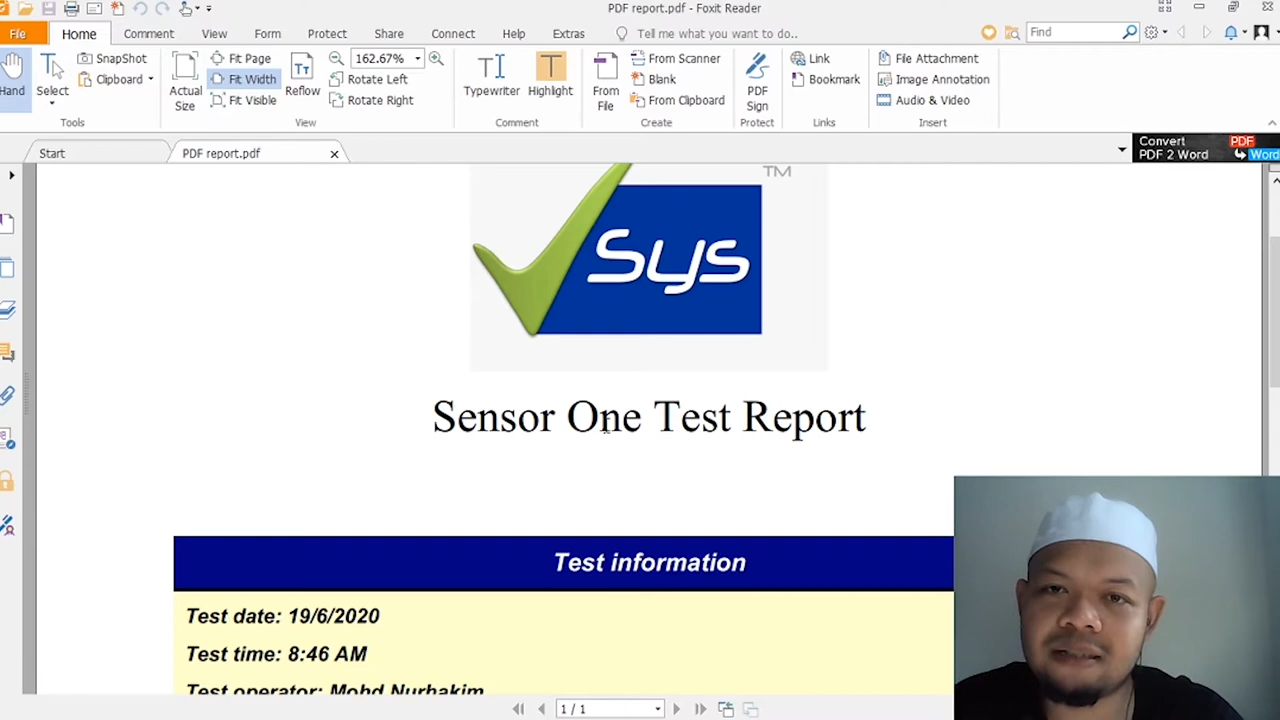 PDF report.pdf - Foxit Reader
File Home Comment View Form Protect Share Connect Help Extras Tell me what you want to do.. Find
Hand
Select
SnapShot
Clipboard
Tools
Actual Size
Fit Page
Fit Width
Fit Visible
Reflow
162.67%
Rotate Left
Rotate Right
View
Typewriter
Highlight
Comment
From File
From Scanner
Blank
From Clipboard
Create
PDF Sign
Protect
Link
Bookmark
Links
File Attachment
Image Annotation
Audio & Video
Insert
Start
PDF report.pdf
Convert PDF
PDF 2 Word Word
TM
Sys
Sensor One Test Report
Test information
Test date: 19/6/2020
Test time: 8:46 AM
Test operator: Mohd Nurhakim
1 / 1